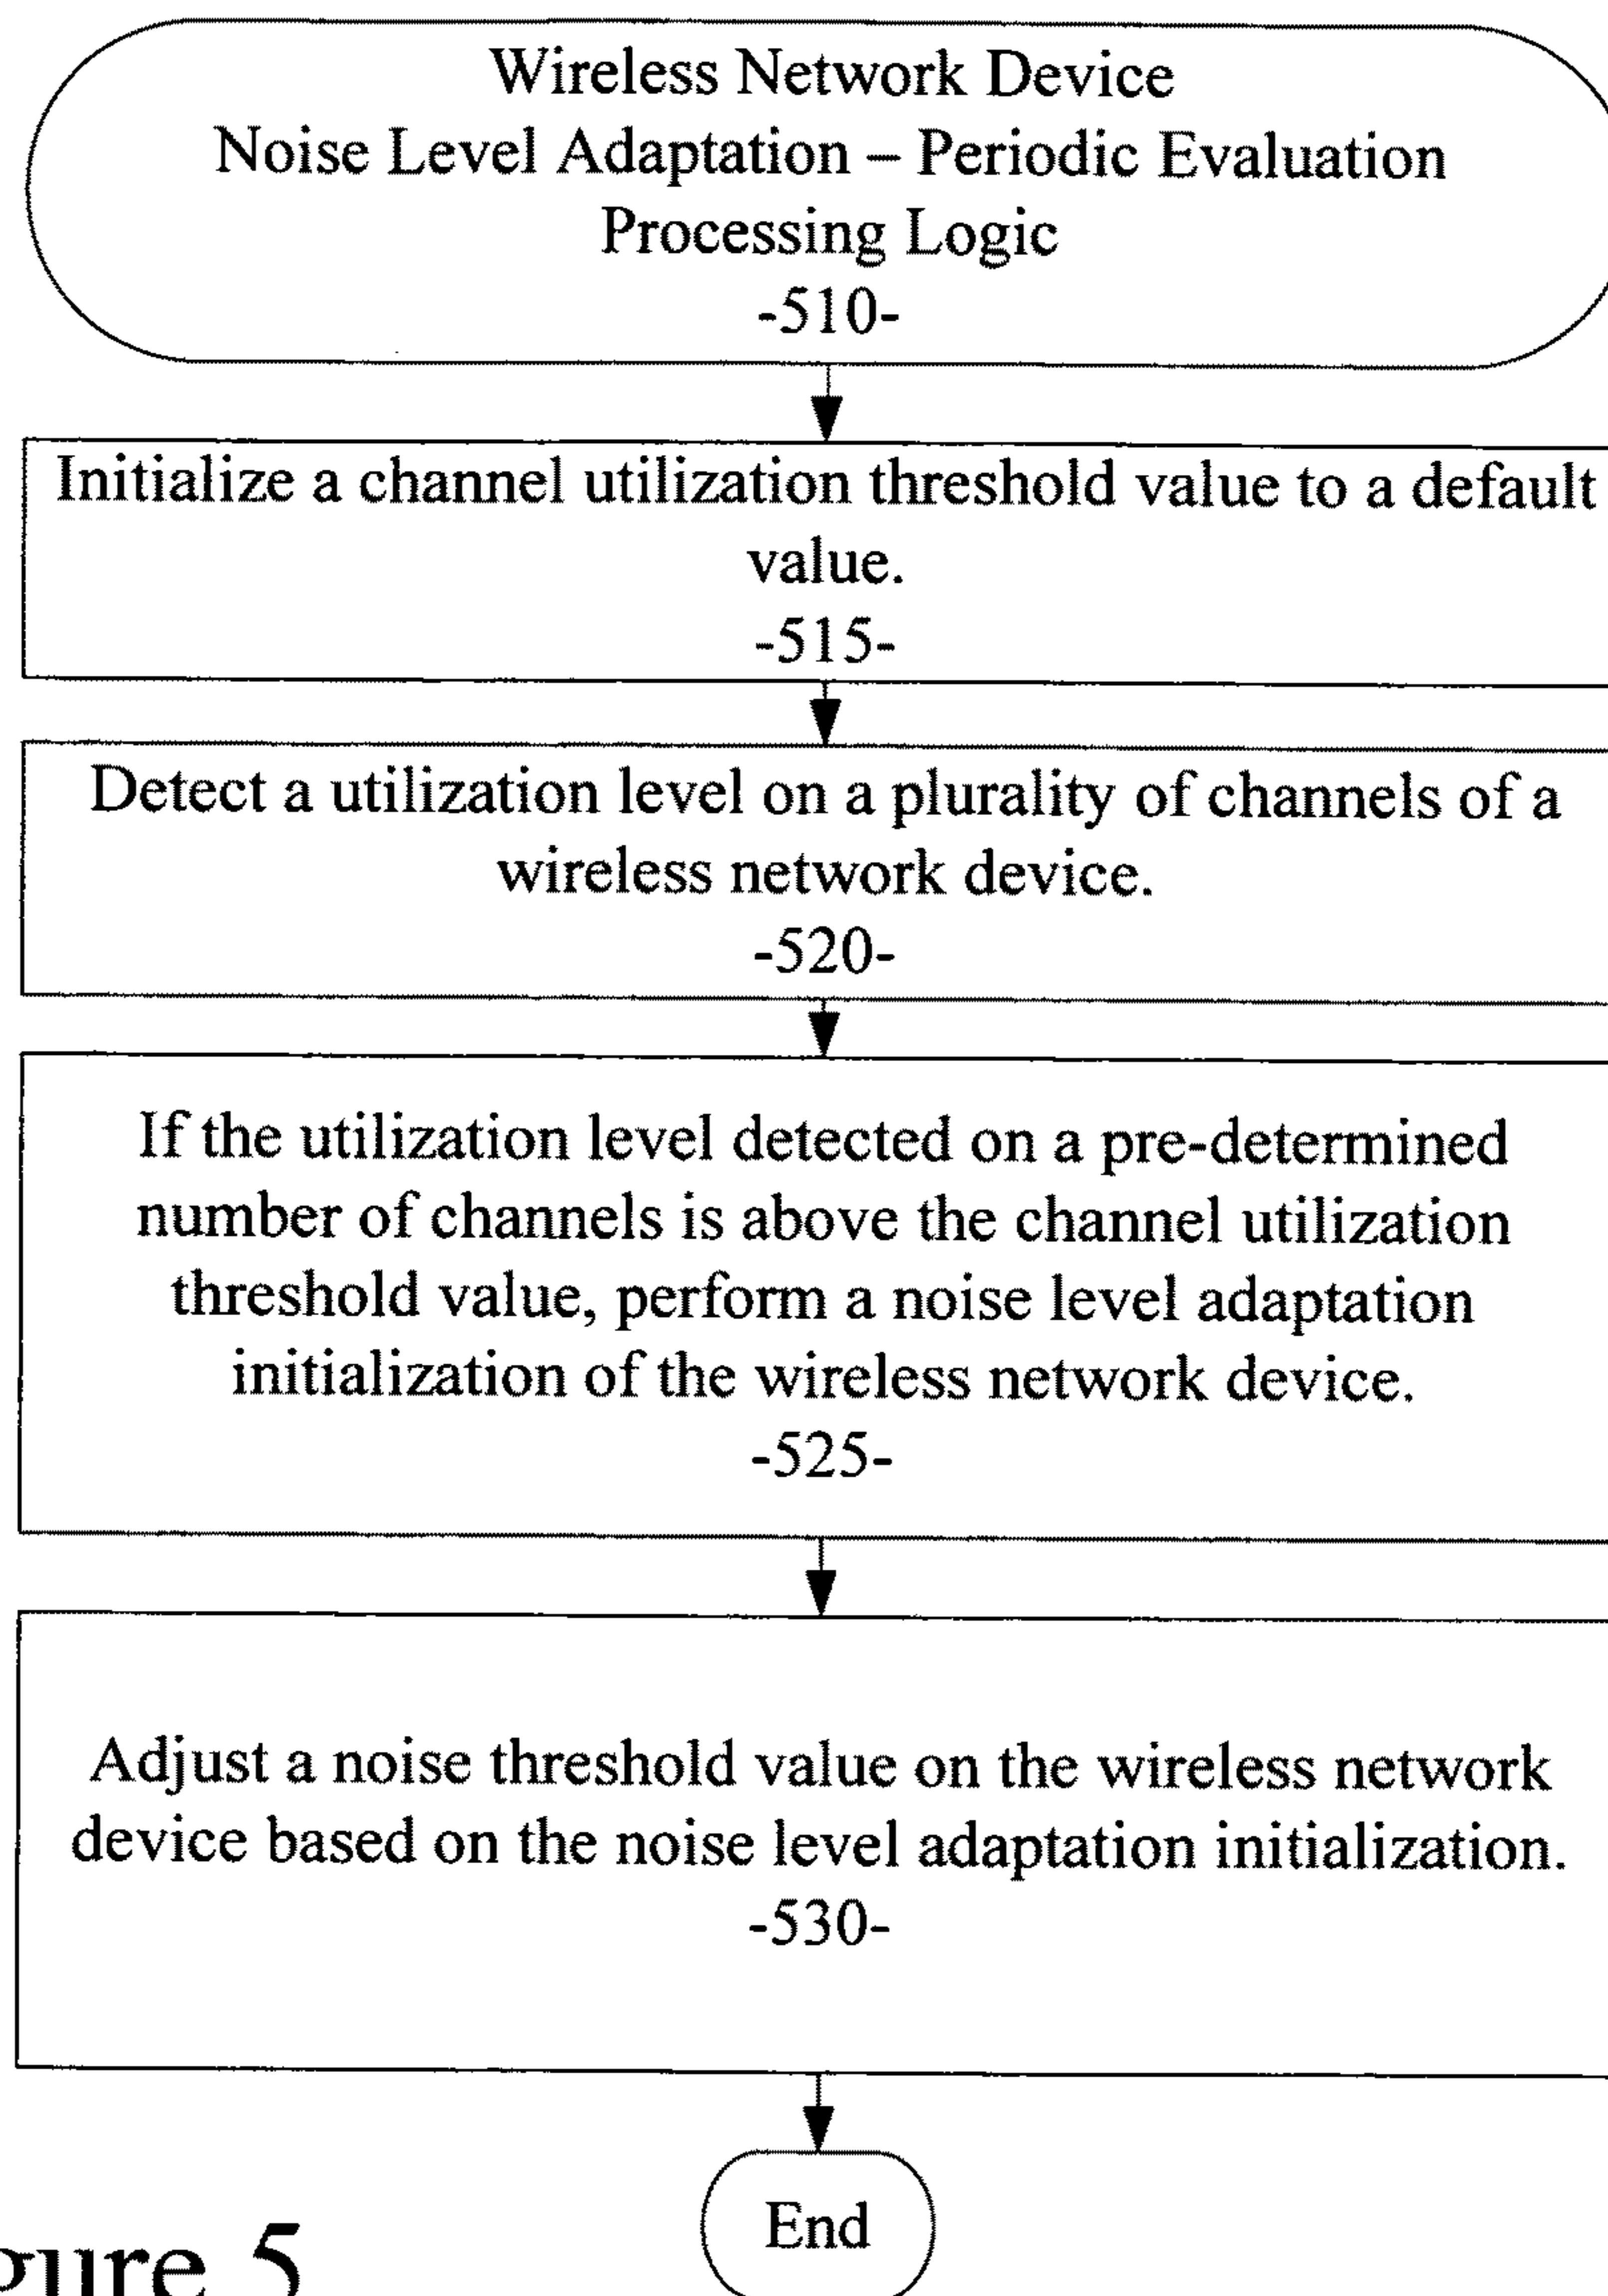 Wireless Network Device
Noise Level Adaptation – Periodic Evaluation
Processing Logic
-510-
Initialize a channel utilization threshold value to a default
value.
-515-
Detect a utilization level on a plurality of channels of a
wireless network device.
-520-
If the utilization level detected on a pre-determined
number of channels is above the channel utilization
threshold value, perform a noise level adaptation
initialization of the wireless network device.
-525-
Adjust a noise threshold value on the wireless network
device based on the noise level adaptation initialization.
-530-
End
gure 5